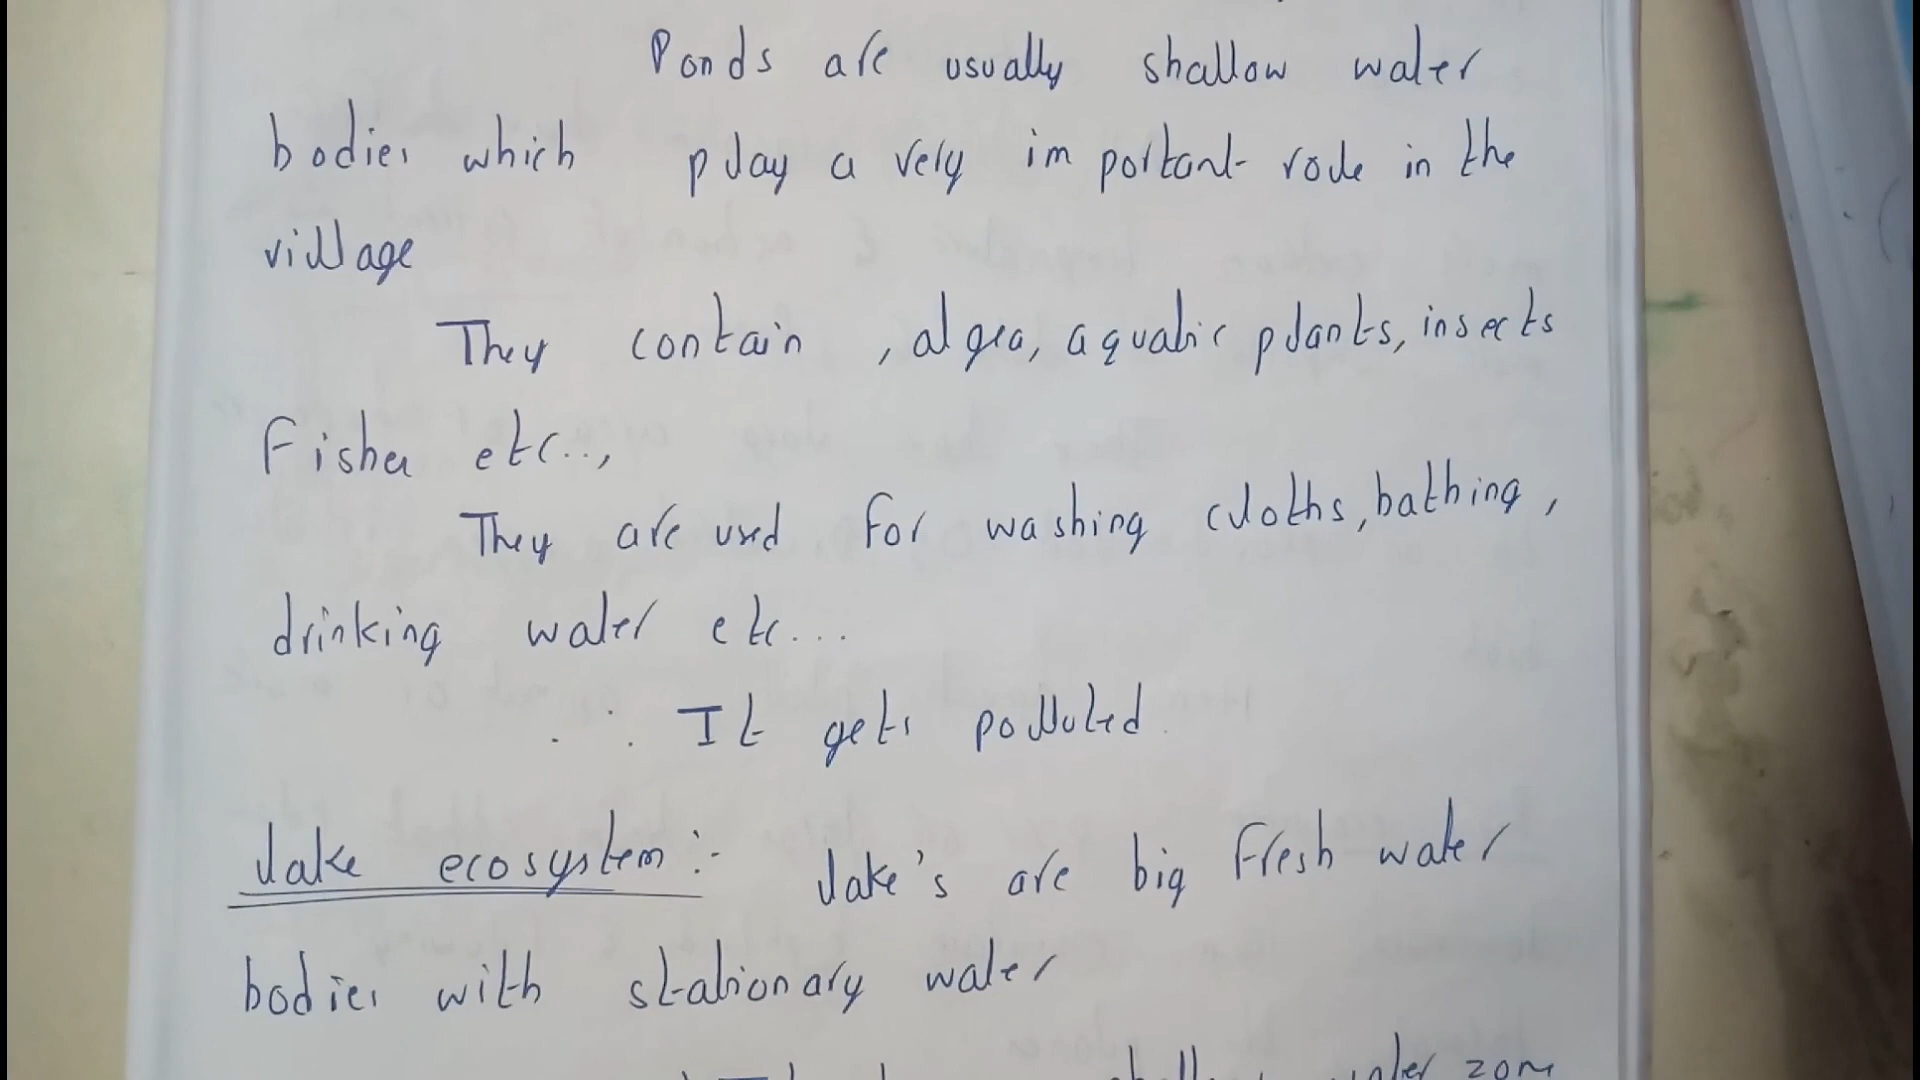 Ponds are usually shallow water
bodies which play a very important role in the
village
They contain , algea, aquatic plants, insects
Fishes etc..,
They are used for washing cloths, bathing ,
drinking water etc...
∴ It gets polluted.
Lake ecosystem :- Lake's are big Fresh water
bodies with stationary water
water zone